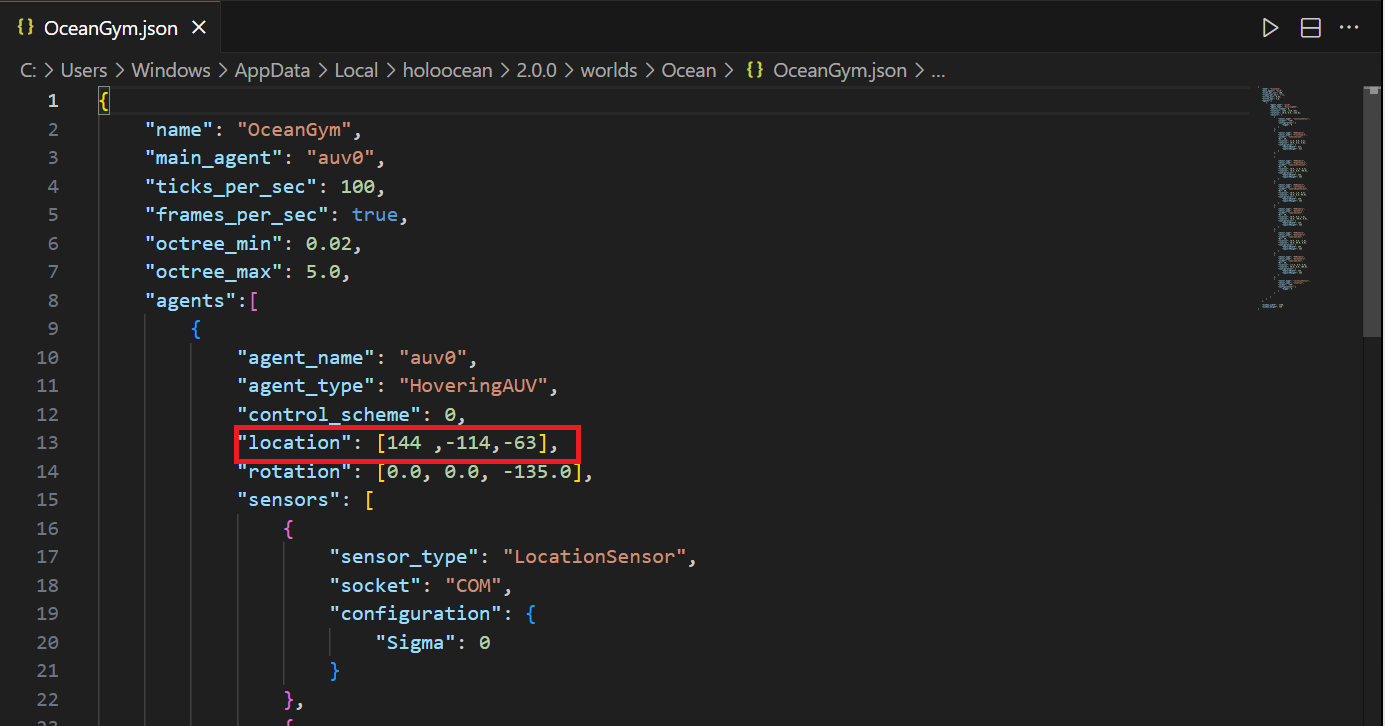 {} OceanGym.json ×
C: > Users > Windows > AppData > Local > holoocean > 2.0.0 > worlds > Ocean > {} OceanGym.json > ...
1 {
2 "name": "OceanGym",
3 "main_agent": "auv0",
4 "ticks_per_sec": 100,
5 "frames_per_sec": true,
6 "octree_min": 0.02,
7 "octree_max": 5.0,
8 "agents":[
9 {
10 "agent_name": "auv0",
11 "agent_type": "HoveringAUV",
12 "control_scheme": 0,
13 "location": [144 ,-114,-63],
14 "rotation": [0.0, 0.0, -135.0],
15 "sensors": [
16 {
17 "sensor_type": "LocationSensor",
18 "socket": "COM",
19 "configuration": {
20 "Sigma": 0
21 }
22 },